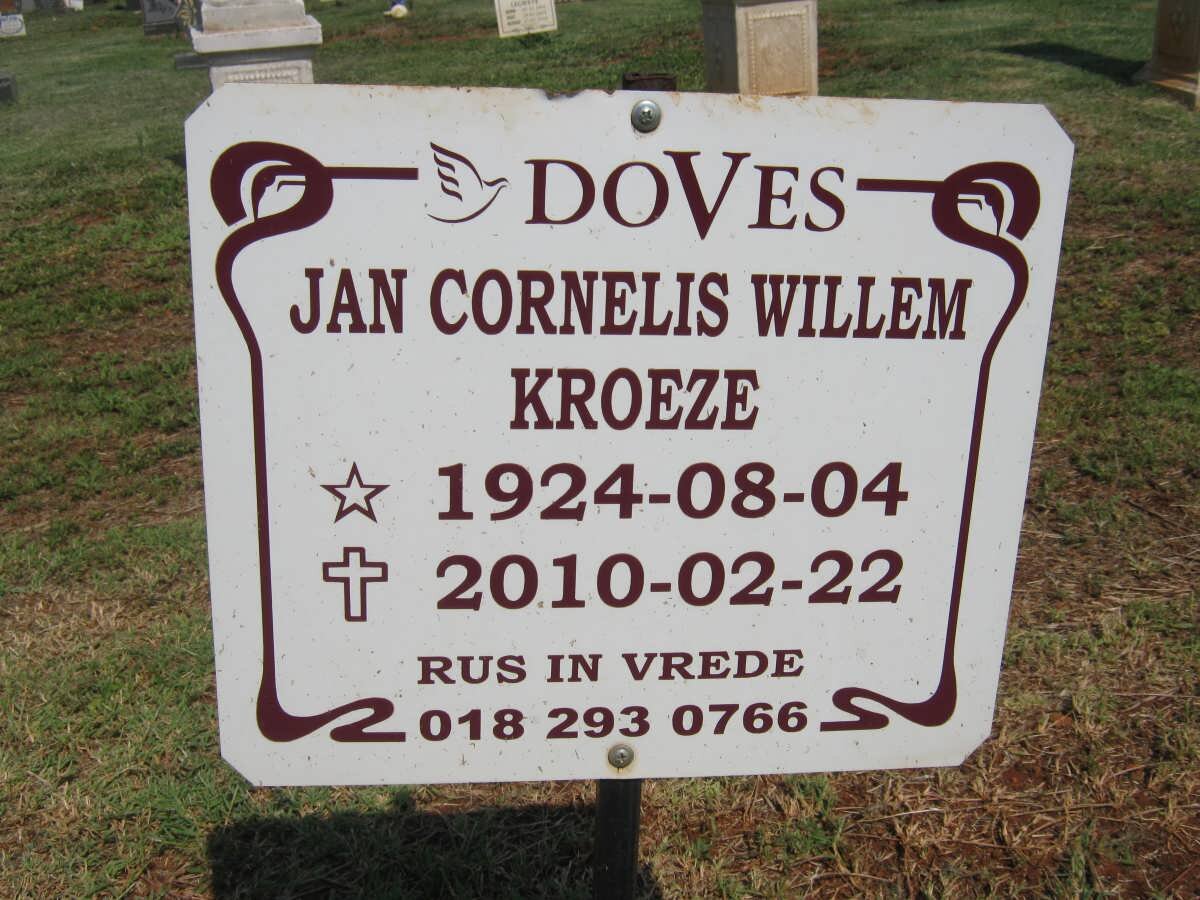 DOVES
JAN CORNELIS WILLEM
KROEZE
1924-08-04
2010-02-22
RUS IN VREDE
018 293 0766